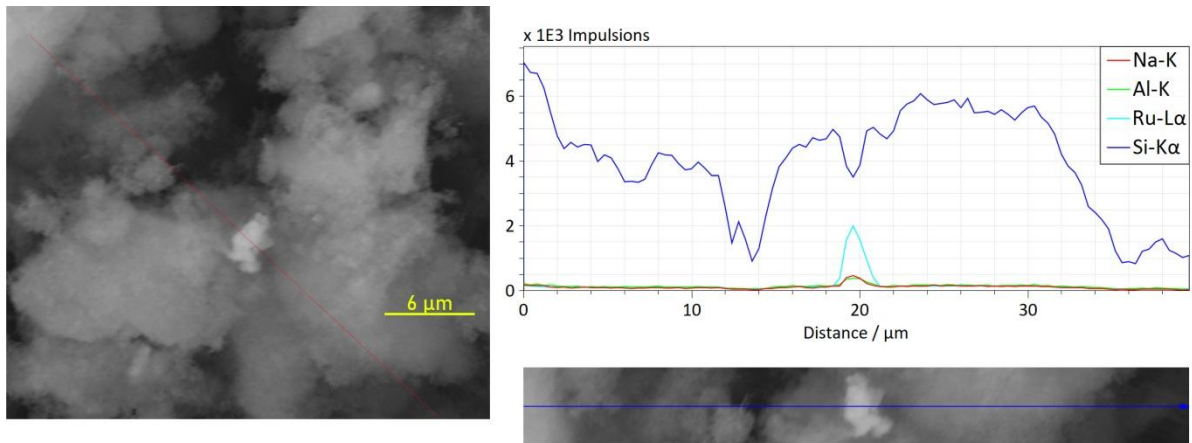 6 µm
x 1E3 Impulsions
Na-K
Al-K
Ru-Lα
Si-Kα
6
4
2
0
0 10 20 30
Distance / µm